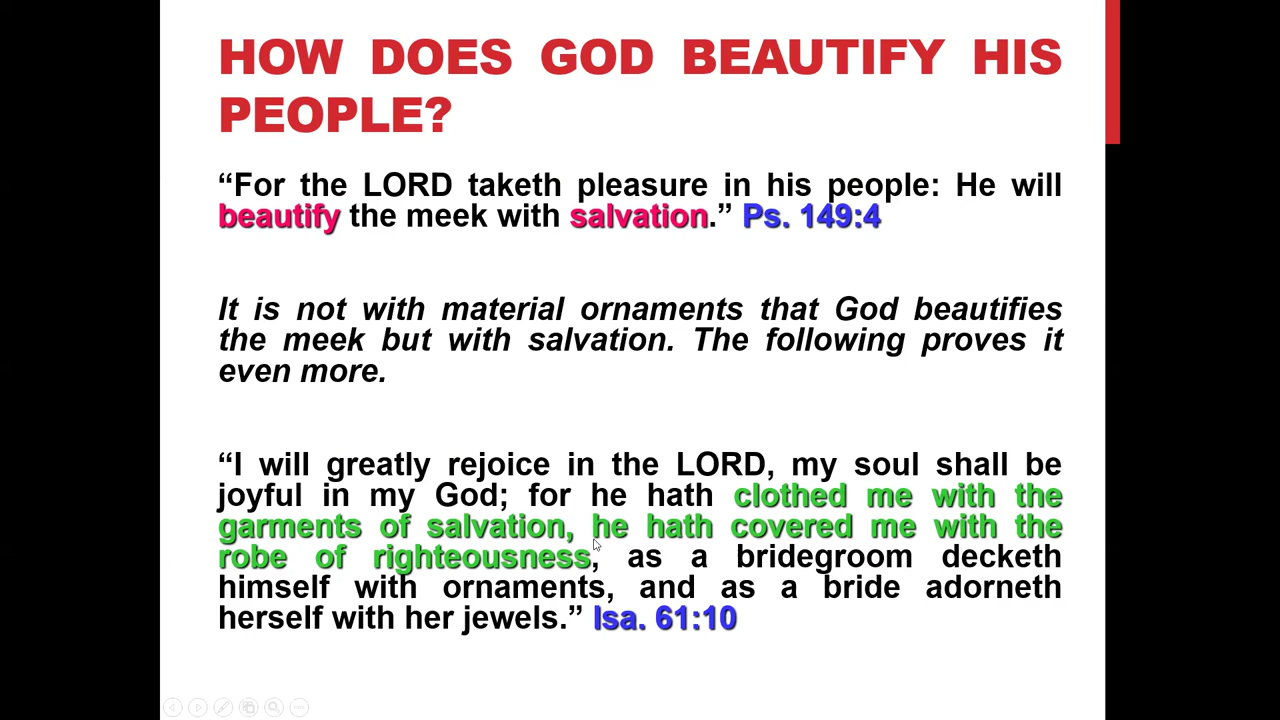 HOW DOES GOD BEAUTIFY HIS
PEOPLE?
“For the LORD taketh pleasure in his people: He will
beautify the meek with salvation.” Ps. 149:4
It is not with material ornaments that God beautifies
the meek but with salvation. The following proves it
even more.
“I will greatly rejoice in the LORD, my soul shall be
joyful in my God; for he hath clothed me with the
garments of salvation, he hath covered me with the
robe of righteousness, as a bridegroom decketh
himself with ornaments, and as a bride adorneth
herself with her jewels.” Isa. 61:10